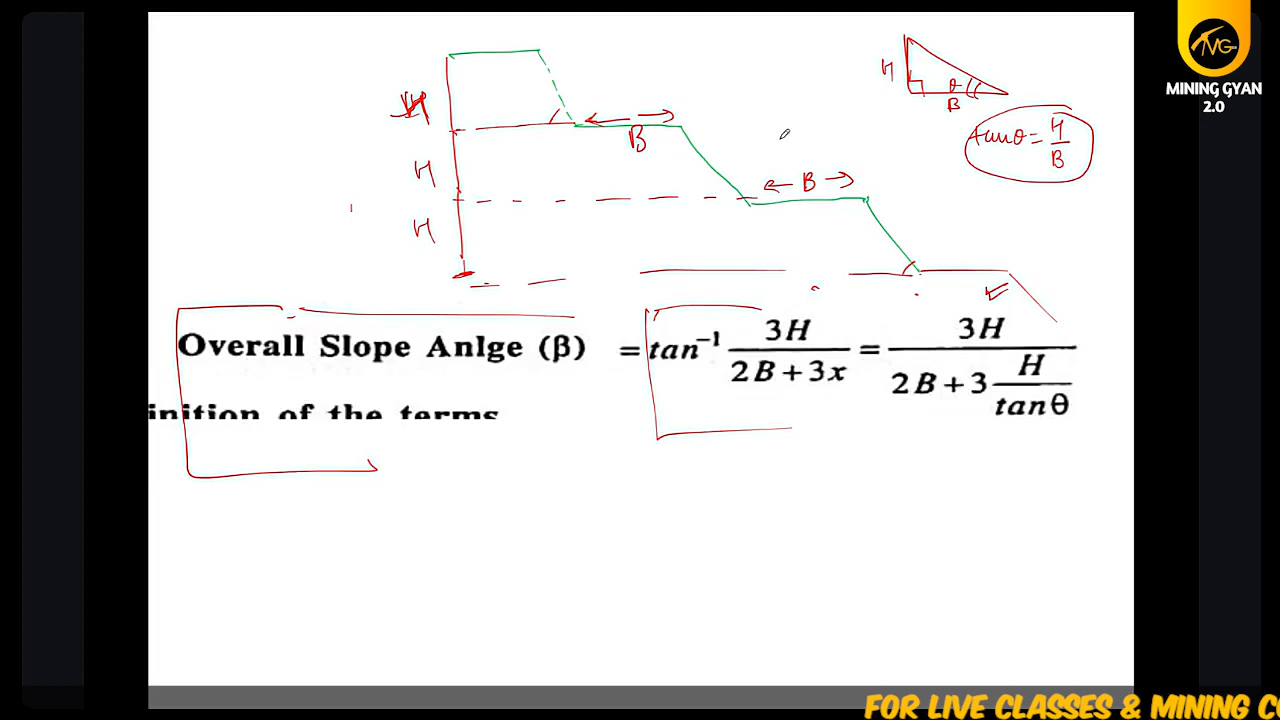 MINING GYAN
2.0
H
H
H
B
B
H
θ
B
tanθ = H/B
Overall Slope Anlge (β) = tan⁻¹ 3H/(2B+3x) = 3H/(2B+3 H/tanθ)
inition of the terms
FOR LIVE CLASSES & MINING C